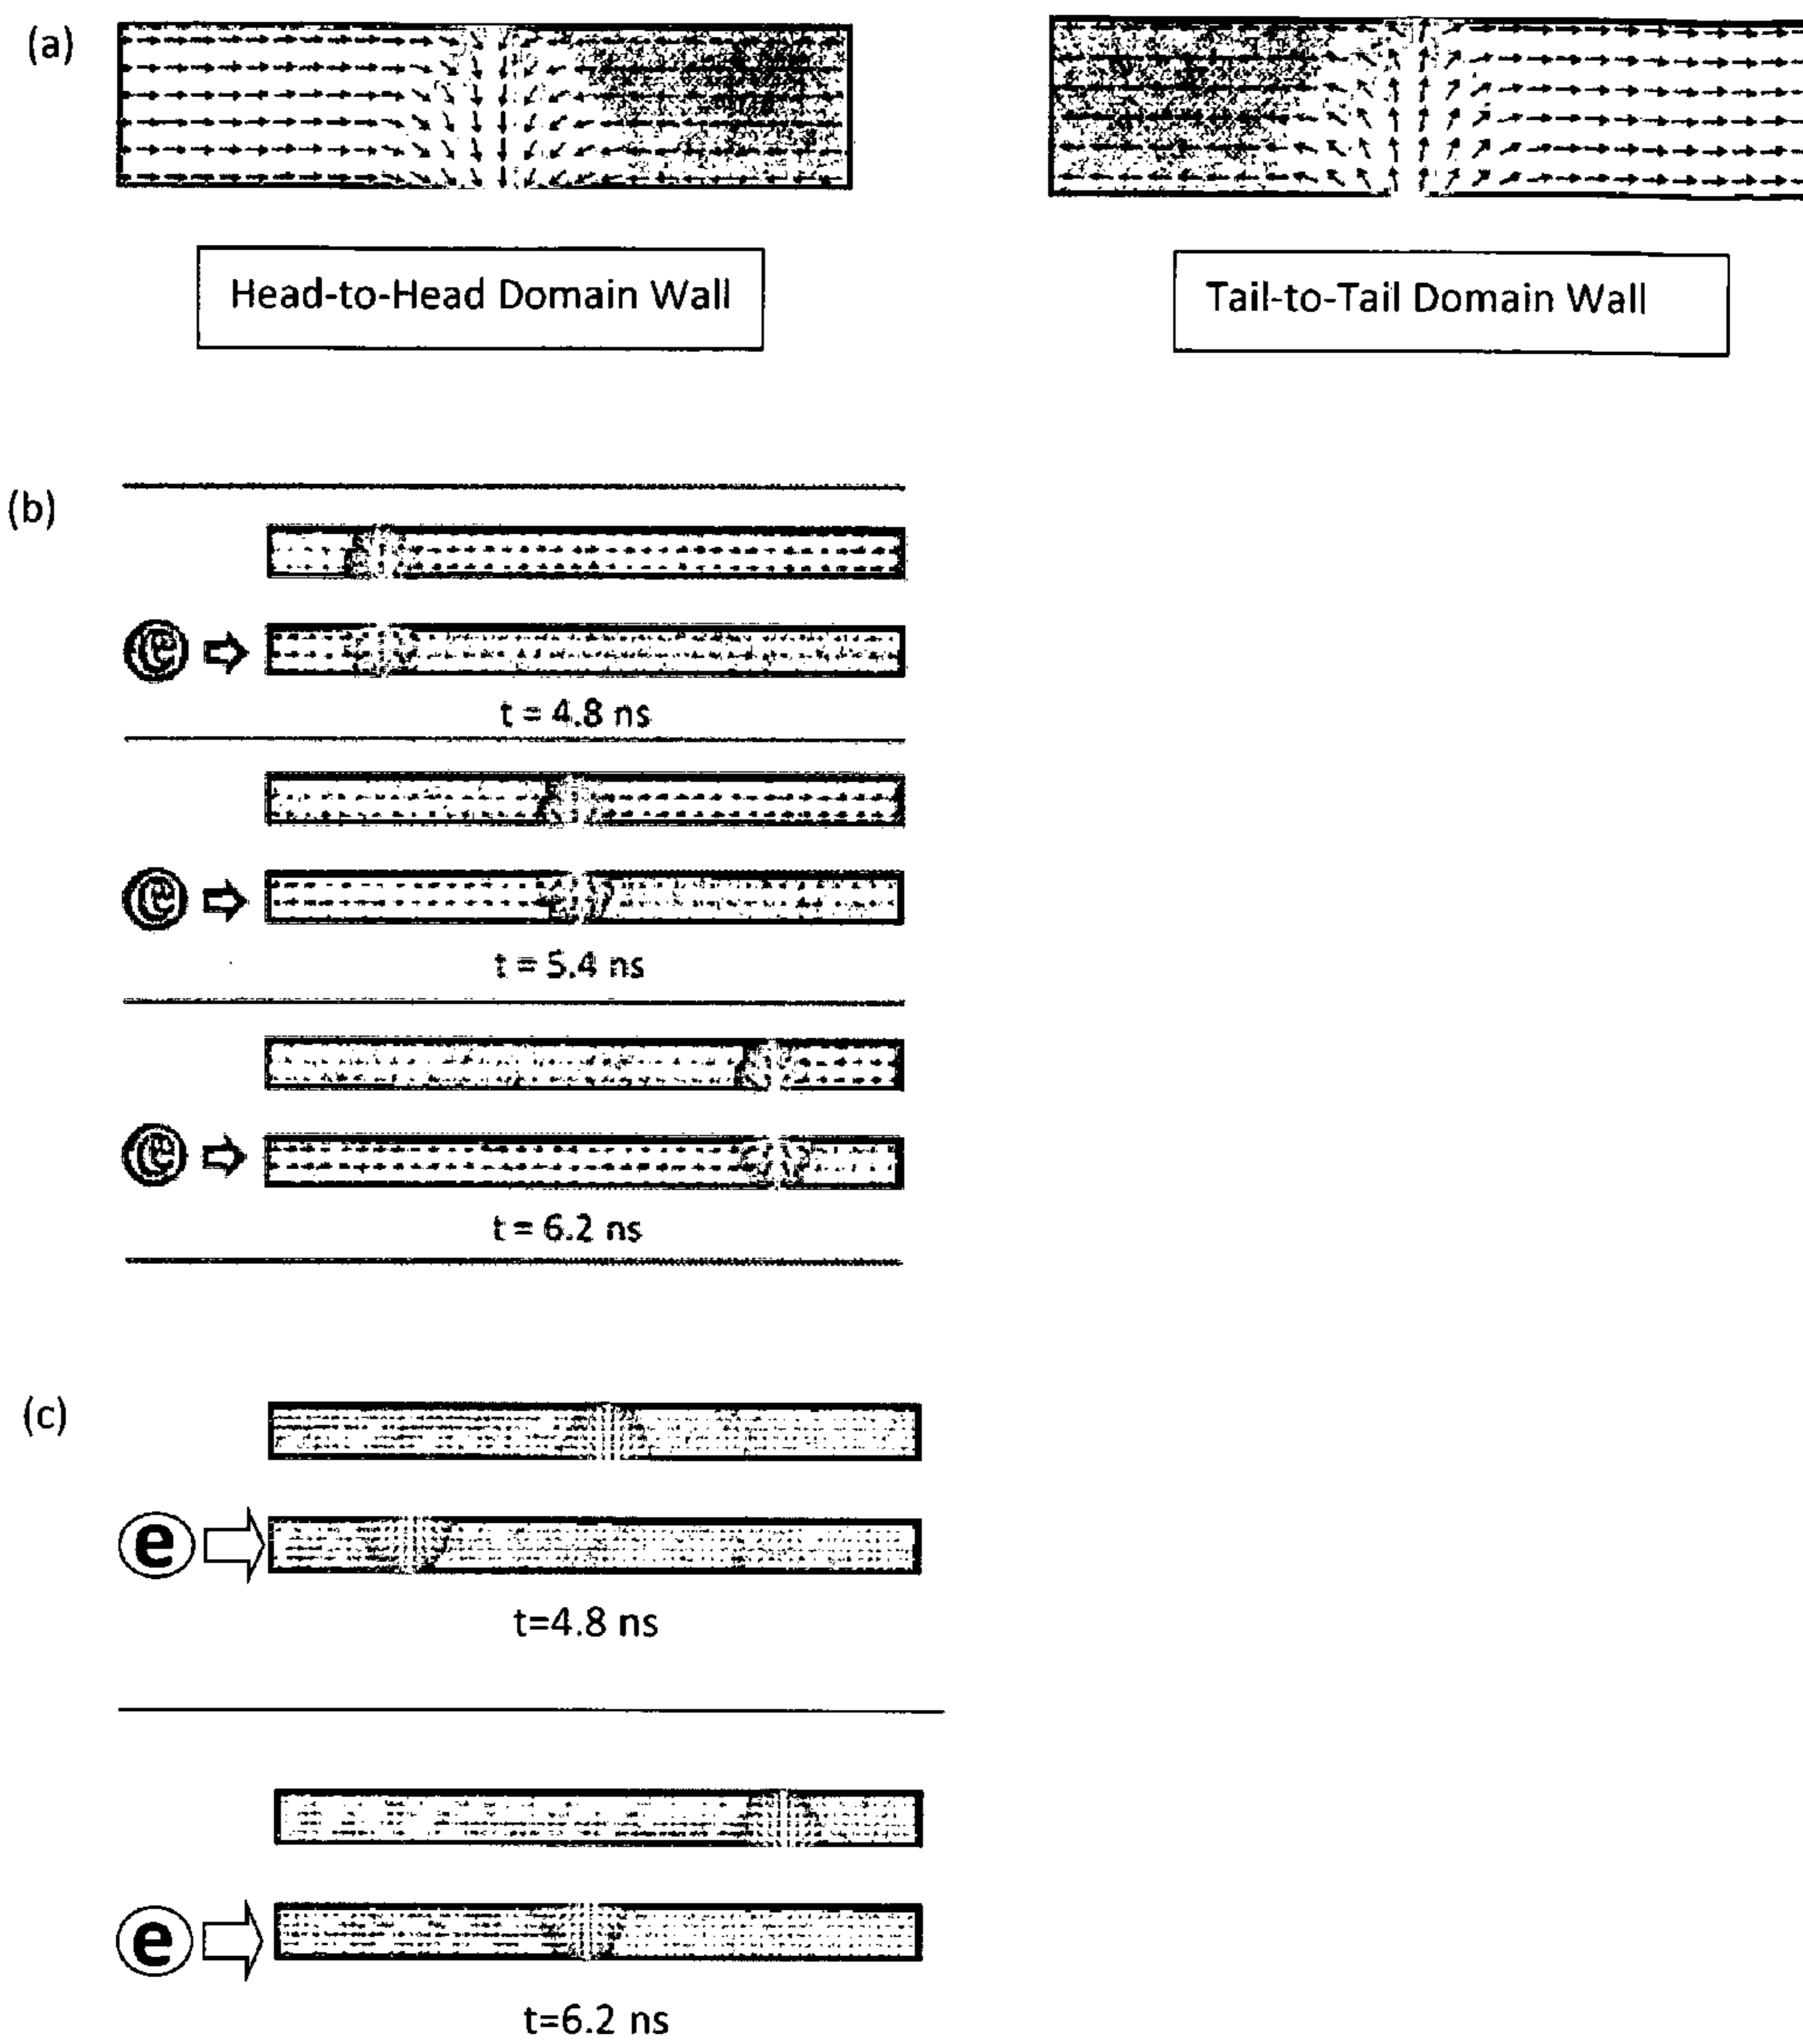 (a)
Head-to-Head Domain Wall
Tail-to-Tail Domain Wall
(b)
e
t = 4.8 ns
e
t = 5.4 ns
e
t = 6.2 ns
(c)
e
t=4.8 ns
e
t=6.2 ns